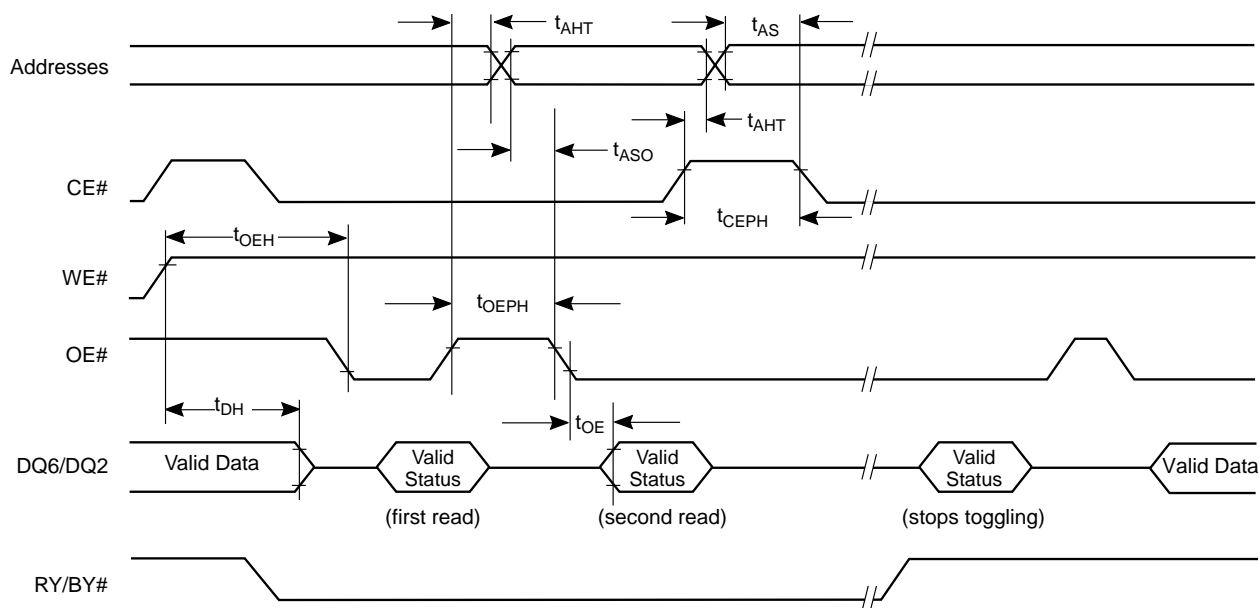 tAHT
tAS
Addresses
tAHT
tASO
CE#
tCEPH
tOEH
WE#
tOEPH
OE#
tDH
tOE
DQ6/DQ2
Valid Data
Valid
Status
Valid
Status
Valid
Status
Valid Data
(first read)
(second read)
(stops toggling)
RY/BY#